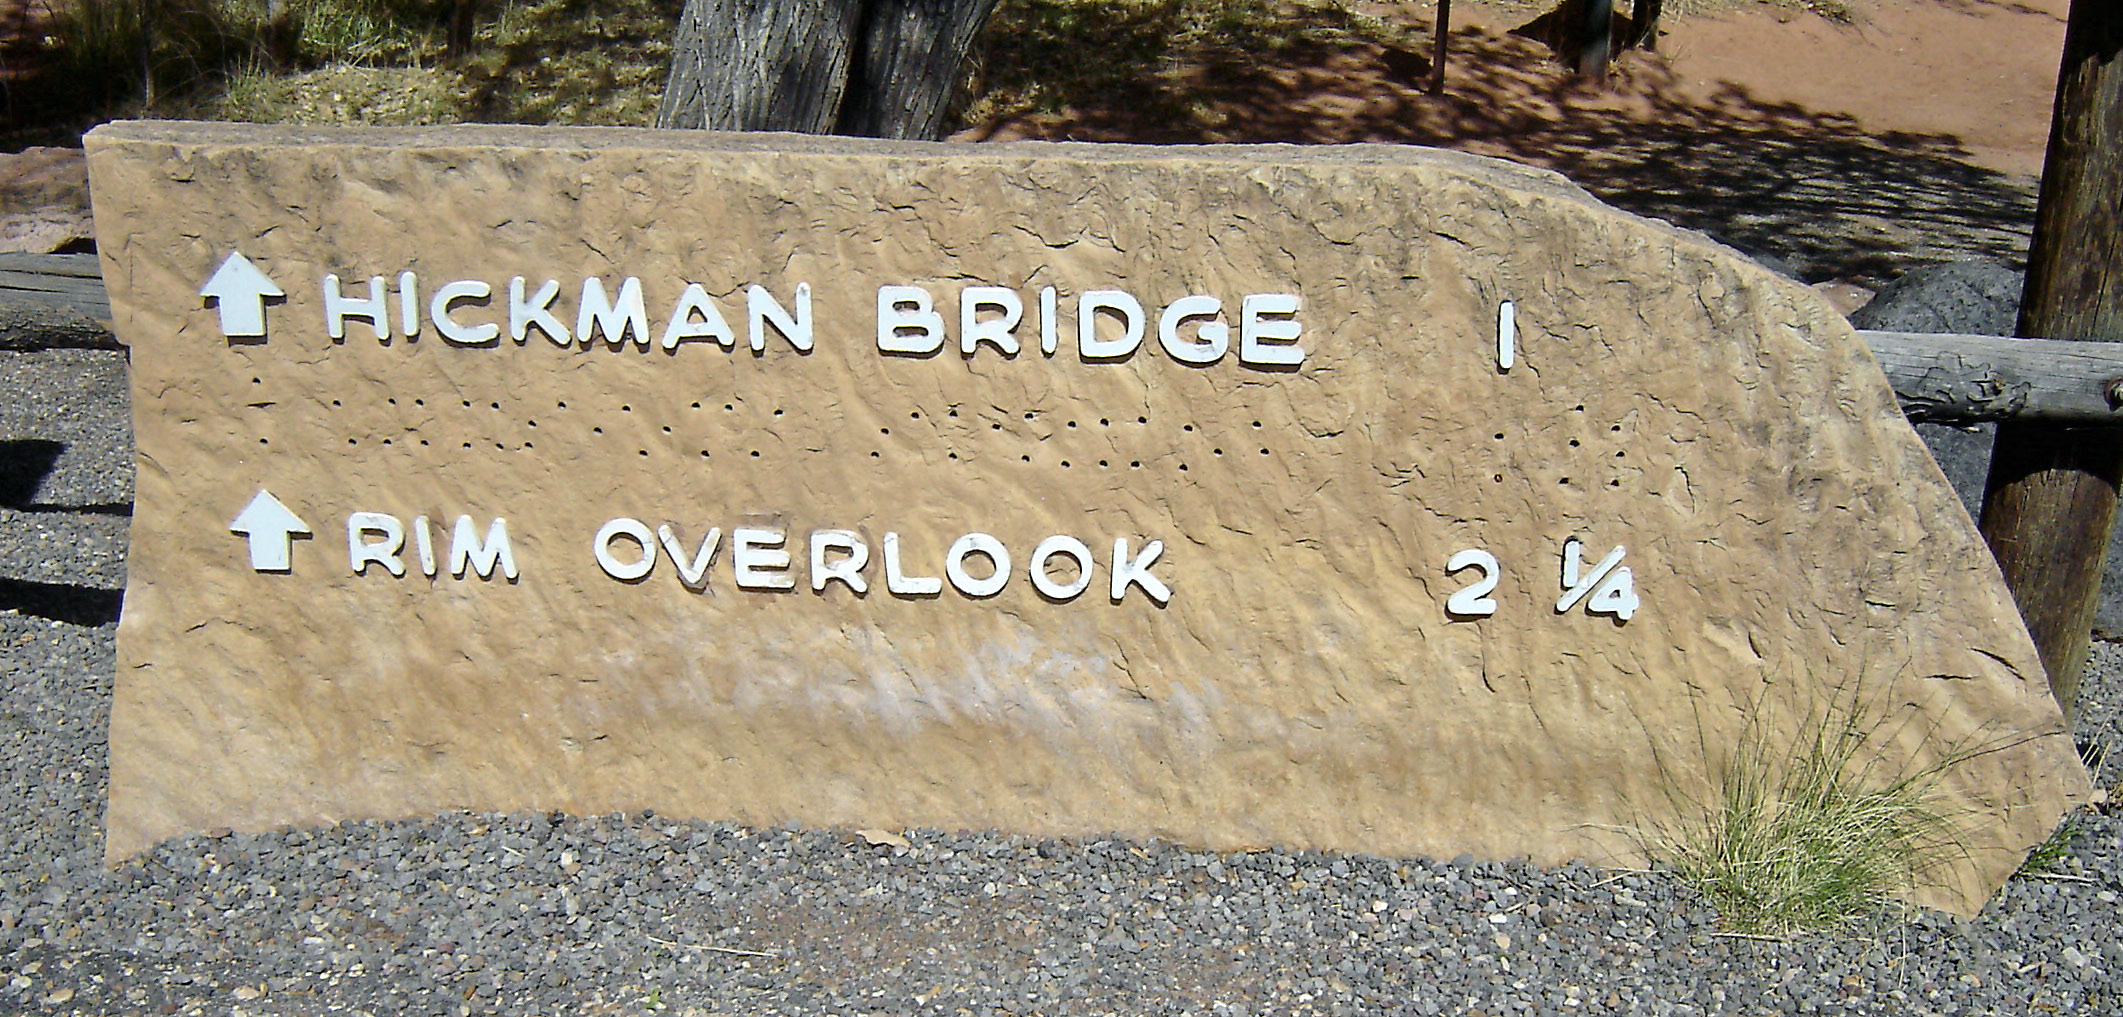 HICKMAN BRIDGE 1
RIM OVERLOOK 2 1/4